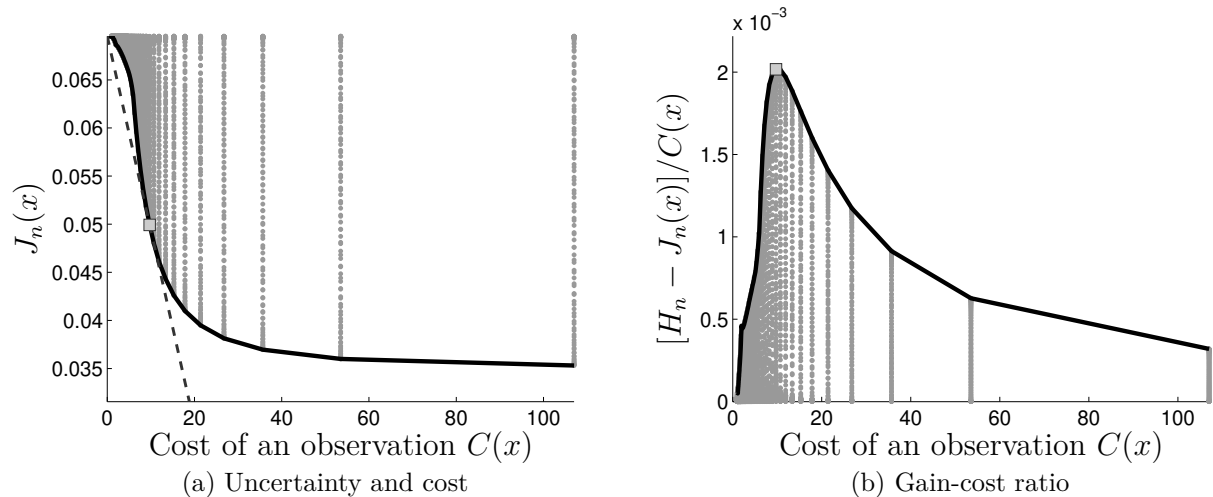 0.065
0.06
0.055
0.05
0.045
0.04
0.035
J_n(x)
0 20 40 60 80 100
Cost of an observation C(x)
(a) Uncertainty and cost
x 10⁻³
2
1.5
1
0.5
0
[H_n − J_n(x)]/C(x)
0 20 40 60 80 100
Cost of an observation C(x)
(b) Gain-cost ratio